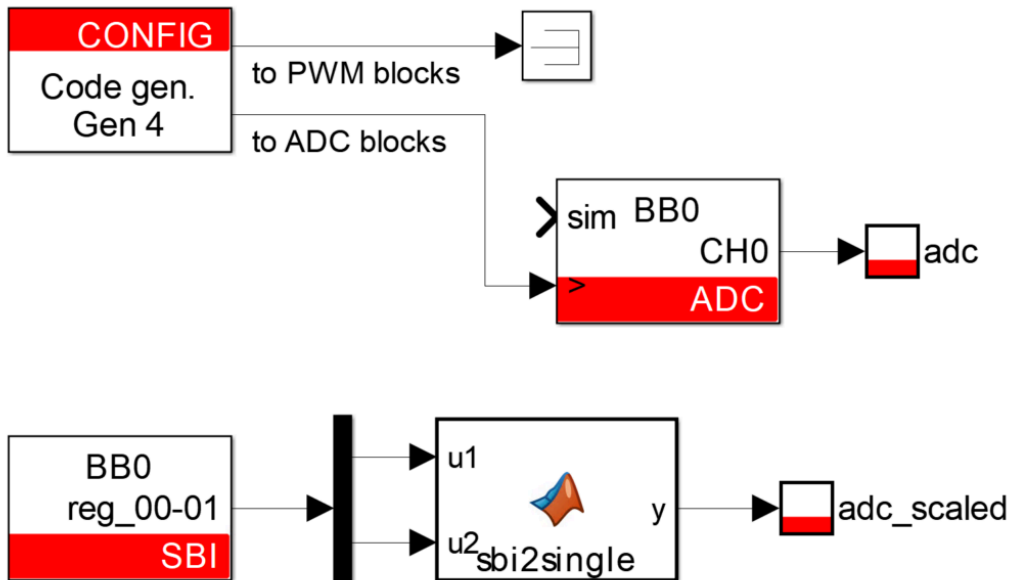 CONFIG
Code gen.
Gen 4
to PWM blocks
to ADC blocks
sim BB0
CH0
> ADC
adc
BB0
reg_00-01
SBI
u1
u2
y
sbi2single
adc_scaled